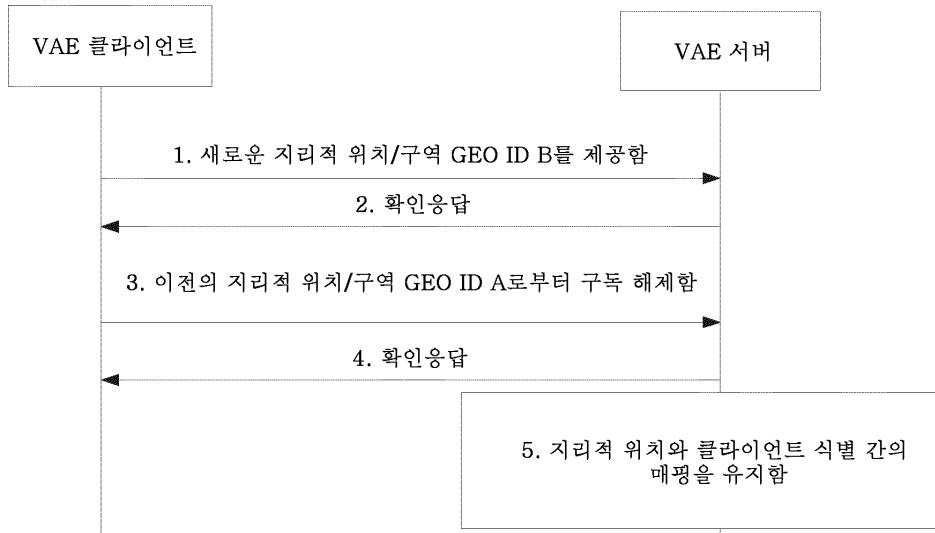 VAE 클라이언트
VAE 서버
1. 새로운 지리적 위치/구역 GEO ID B를 제공함
2. 확인응답
3. 이전의 지리적 위치/구역 GEO ID A로부터 구독 해제함
4. 확인응답
5. 지리적 위치와 클라이언트 식별 간의
매핑을 유지함